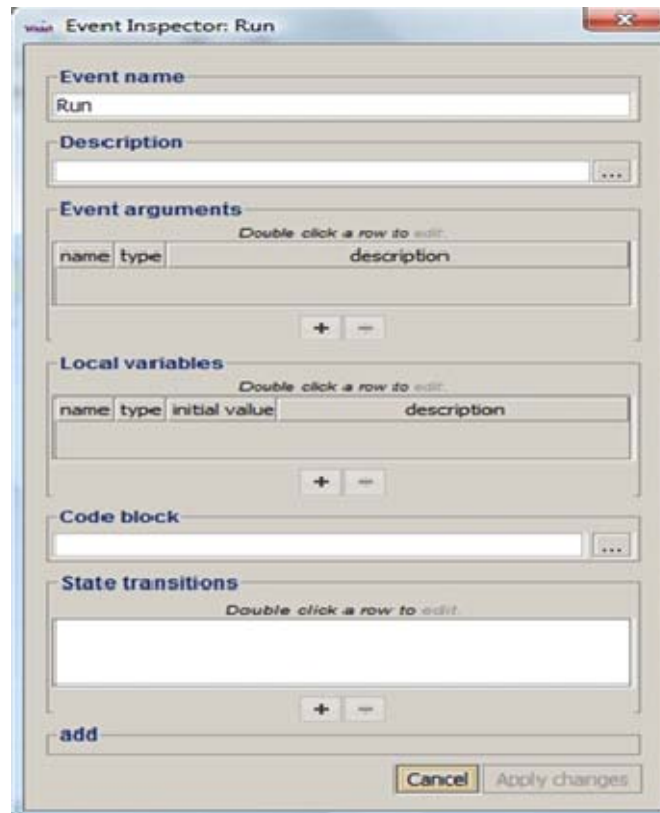 Viskit Event Inspector: Run
Event name
Run
Description
...
Event arguments
Double click a row to edit.
name type description
+ −
Local variables
Double click a row to edit.
name type initial value description
+ −
Code block
...
State transitions
Double click a row to edit.
+ −
add
Cancel Apply changes